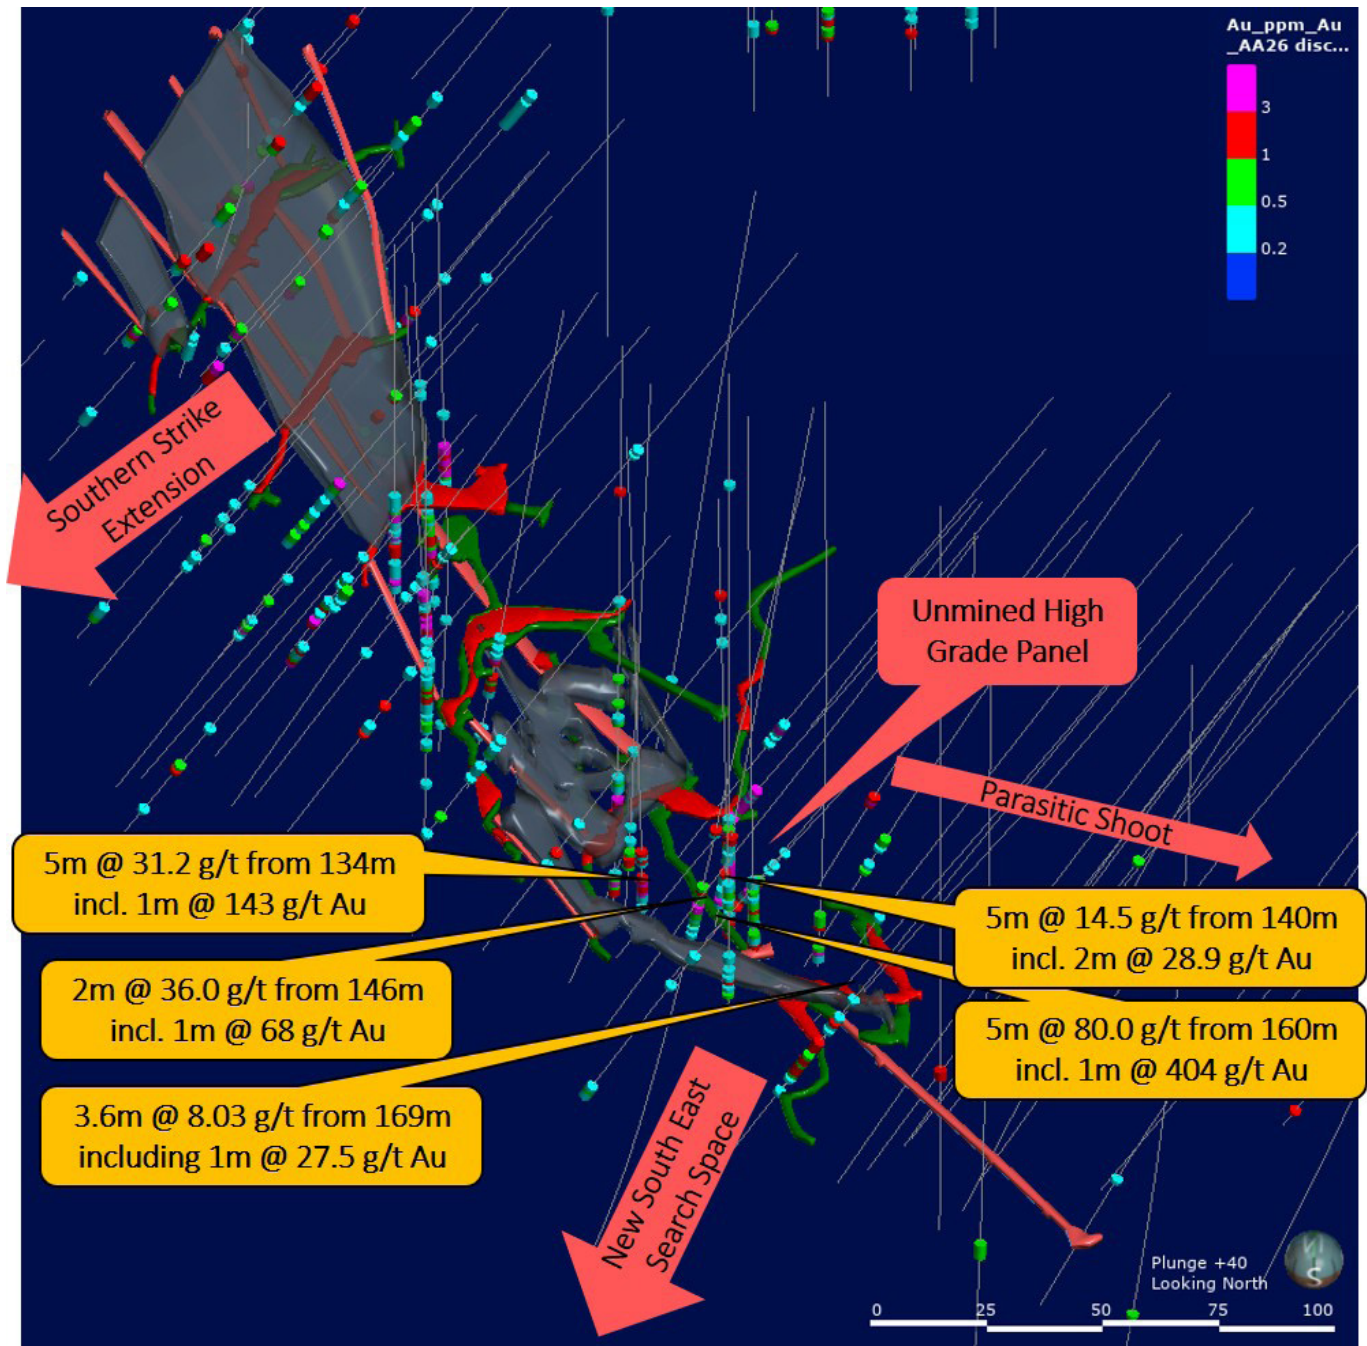 Au_ppm_Au
_AA26 disc...
3
1
0.5
0.2
Southern Strike
Extension
Unmined High
Grade Panel
Parasitic Shoot
5m @ 31.2 g/t from 134m
incl. 1m @ 143 g/t Au
5m @ 14.5 g/t from 140m
incl. 2m @ 28.9 g/t Au
2m @ 36.0 g/t from 146m
incl. 1m @ 68 g/t Au
5m @ 80.0 g/t from 160m
incl. 1m @ 404 g/t Au
3.6m @ 8.03 g/t from 169m
including 1m @ 27.5 g/t Au
New South East
Search Space
Plunge +40
Looking North
N
S
0 25 50 75 100